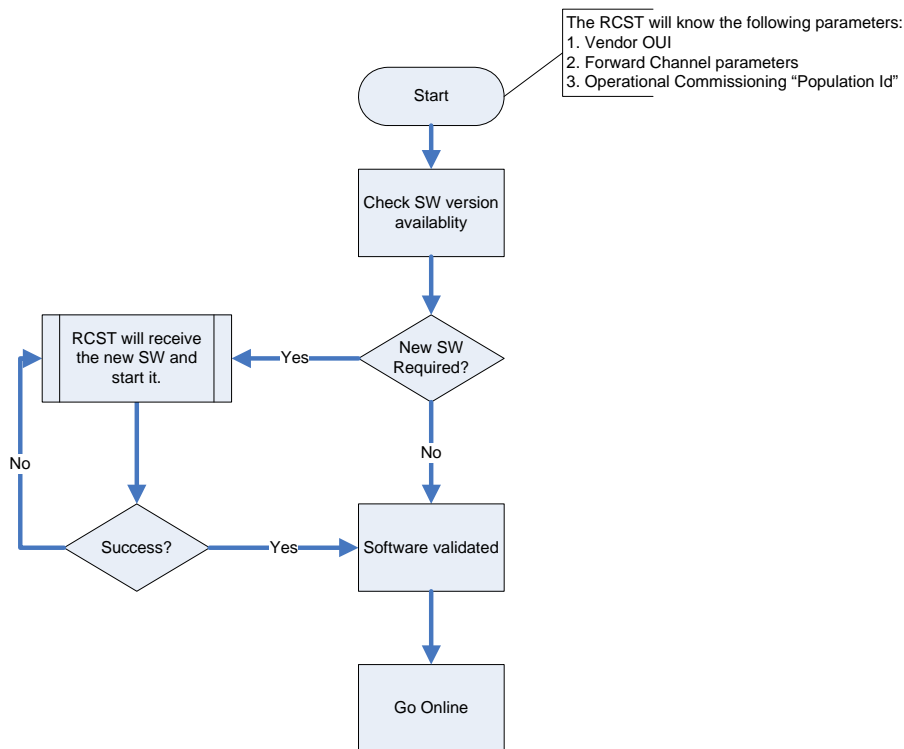 The RCST will know the following parameters:
1. Vendor OUI
2. Forward Channel parameters
3. Operational Commissioning “Population Id”
Start
Check SW version
availablity
RCST will receive
the new SW and
start it.
Yes
New SW
Required?
No
No
Success?
Yes
Software validated
Go Online